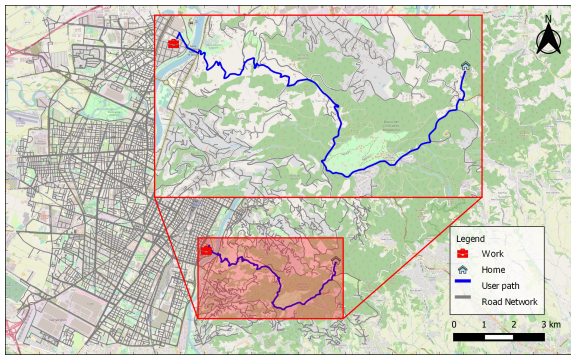 N
Legend
Work
Home
User path
Road Network
0 1 2 3 km